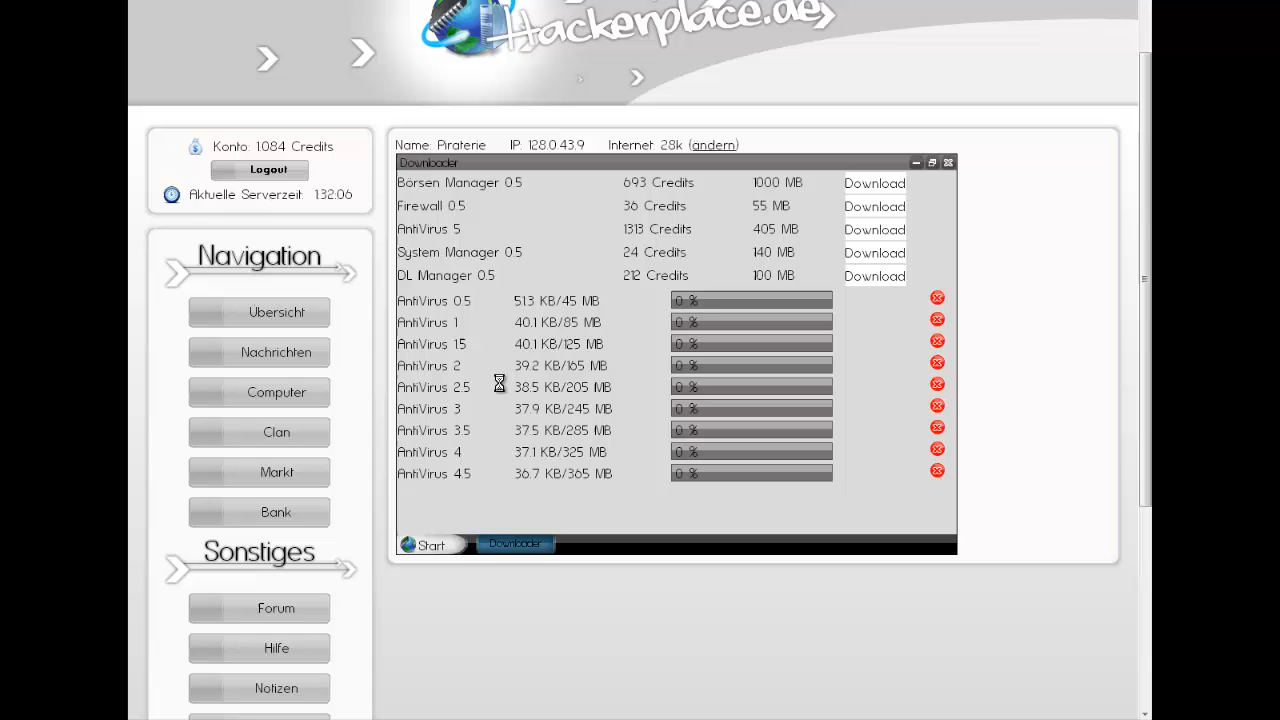 Hackerplace.de
Konto: 1084 Credits
Logout
Aktuelle Serverzeit: 132:06
Navigation
Übersicht
Nachrichten
Computer
Clan
Markt
Bank
Sonstiges
Forum
Hilfe
Notizen
Name: Piraterie IP: 128.0.43.9 Internet: 28k (ändern)
Downloader
Börsen Manager 0.5 693 Credits 1000 MB Download
Firewall 0.5 36 Credits 55 MB Download
AntiVirus 5 1313 Credits 405 MB Download
System Manager 0.5 24 Credits 140 MB Download
DL Manager 0.5 212 Credits 100 MB Download
AntiVirus 0.5 51.3 KB/45 MB 0 %
AntiVirus 1 40.1 KB/85 MB 0 %
AntiVirus 1.5 40.1 KB/125 MB 0 %
AntiVirus 2 39.2 KB/165 MB 0 %
AntiVirus 2.5 38.5 KB/205 MB 0 %
AntiVirus 3 37.9 KB/245 MB 0 %
AntiVirus 3.5 37.5 KB/285 MB 0 %
AntiVirus 4 37.1 KB/325 MB 0 %
AntiVirus 4.5 36.7 KB/365 MB 0 %
Start Downloader